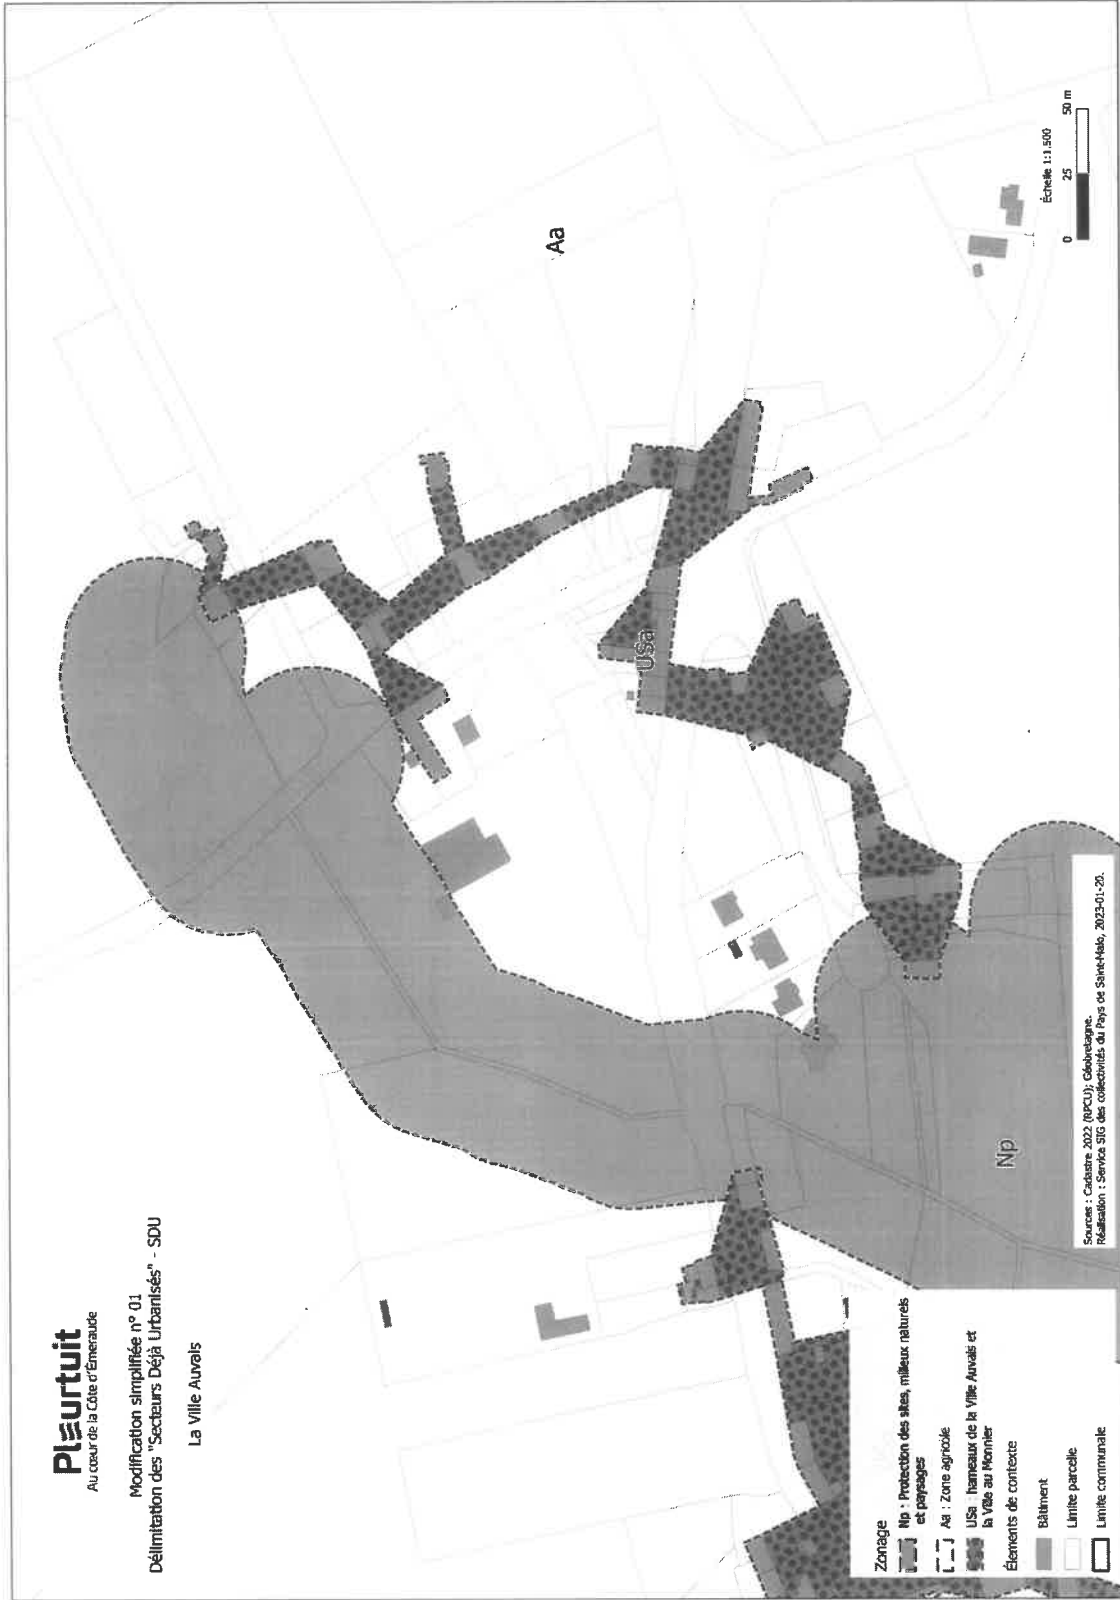 Pleurtuit
Au cœur de la Côte d'Émeraude
Modification simplifiée n° 01
Délimitation des "Secteurs Déjà Urbanisés" - SDU
La Ville Auvais
Aa
USa
Np
Zonage
Np : Protection des sites, milieux naturels
et paysages
Aa : Zone agricole
USa : hameaux de la Ville Auvais et
la Ville au Monnier
Éléments de contexte
Bâtiment
Limite parcelle
Limite communale
Sources : Cadastre 2022 (RPCU); Géobretagne.
Réalisation : Service SIG des collectivités du Pays de Saint-Malo, 2023-01-20.
Échelle 1:1.500
0 25 50 m